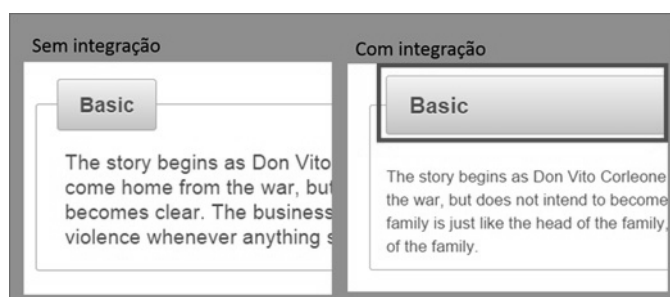 Sem integração
Basic
The story begins as Don Vito
come home from the war, but
becomes clear. The business
violence whenever anything s
Com integração
Basic
The story begins as Don Vito Corleone
the war, but does not intend to become
family is just like the head of the family,
of the family.